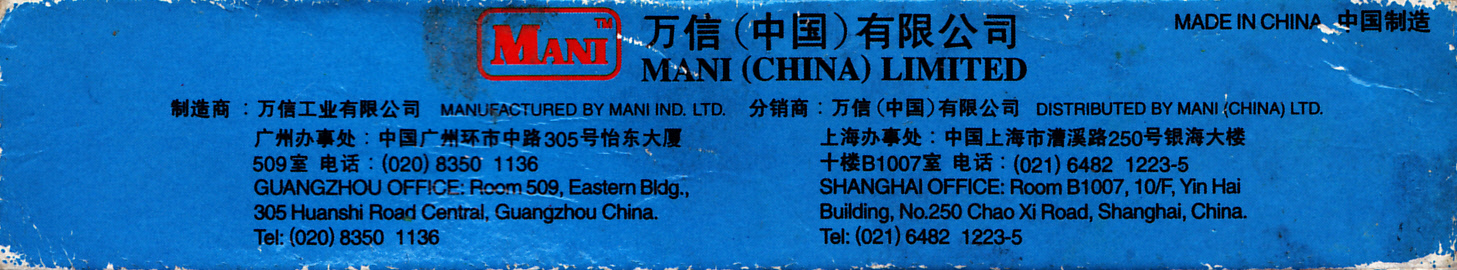 MANI™
万信（中国）有限公司
MANI (CHINA) LIMITED
MADE IN CHINA 中国制造
制造商：万信工业有限公司 MANUFACTURED BY MANI IND. LTD.
广州办事处：中国广州环市中路305号怡东大厦
509室 电话：(020) 8350 1136
GUANGZHOU OFFICE: Room 509, Eastern Bldg.,
305 Huanshi Road Central, Guangzhou China.
Tel: (020) 8350 1136
分销商：万信（中国）有限公司 DISTRIBUTED BY MANI (CHINA) LTD.
上海办事处：中国上海市漕溪路250号银海大楼
十楼B1007室 电话：(021) 6482 1223-5
SHANGHAI OFFICE: Room B1007, 10/F, Yin Hai
Building, No.250 Chao Xi Road, Shanghai, China.
Tel: (021) 6482 1223-5